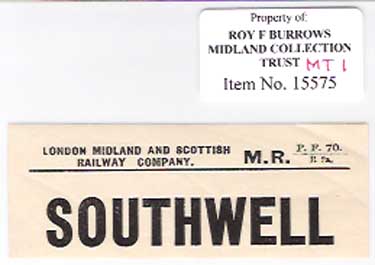 Property of:
ROY F BURROWS
MIDLAND COLLECTION
TRUST MT 1
Item No. 15575
LONDON MIDLAND AND SCOTTISH
RAILWAY COMPANY.
M.R. P. F. 70.
SOUTHWELL